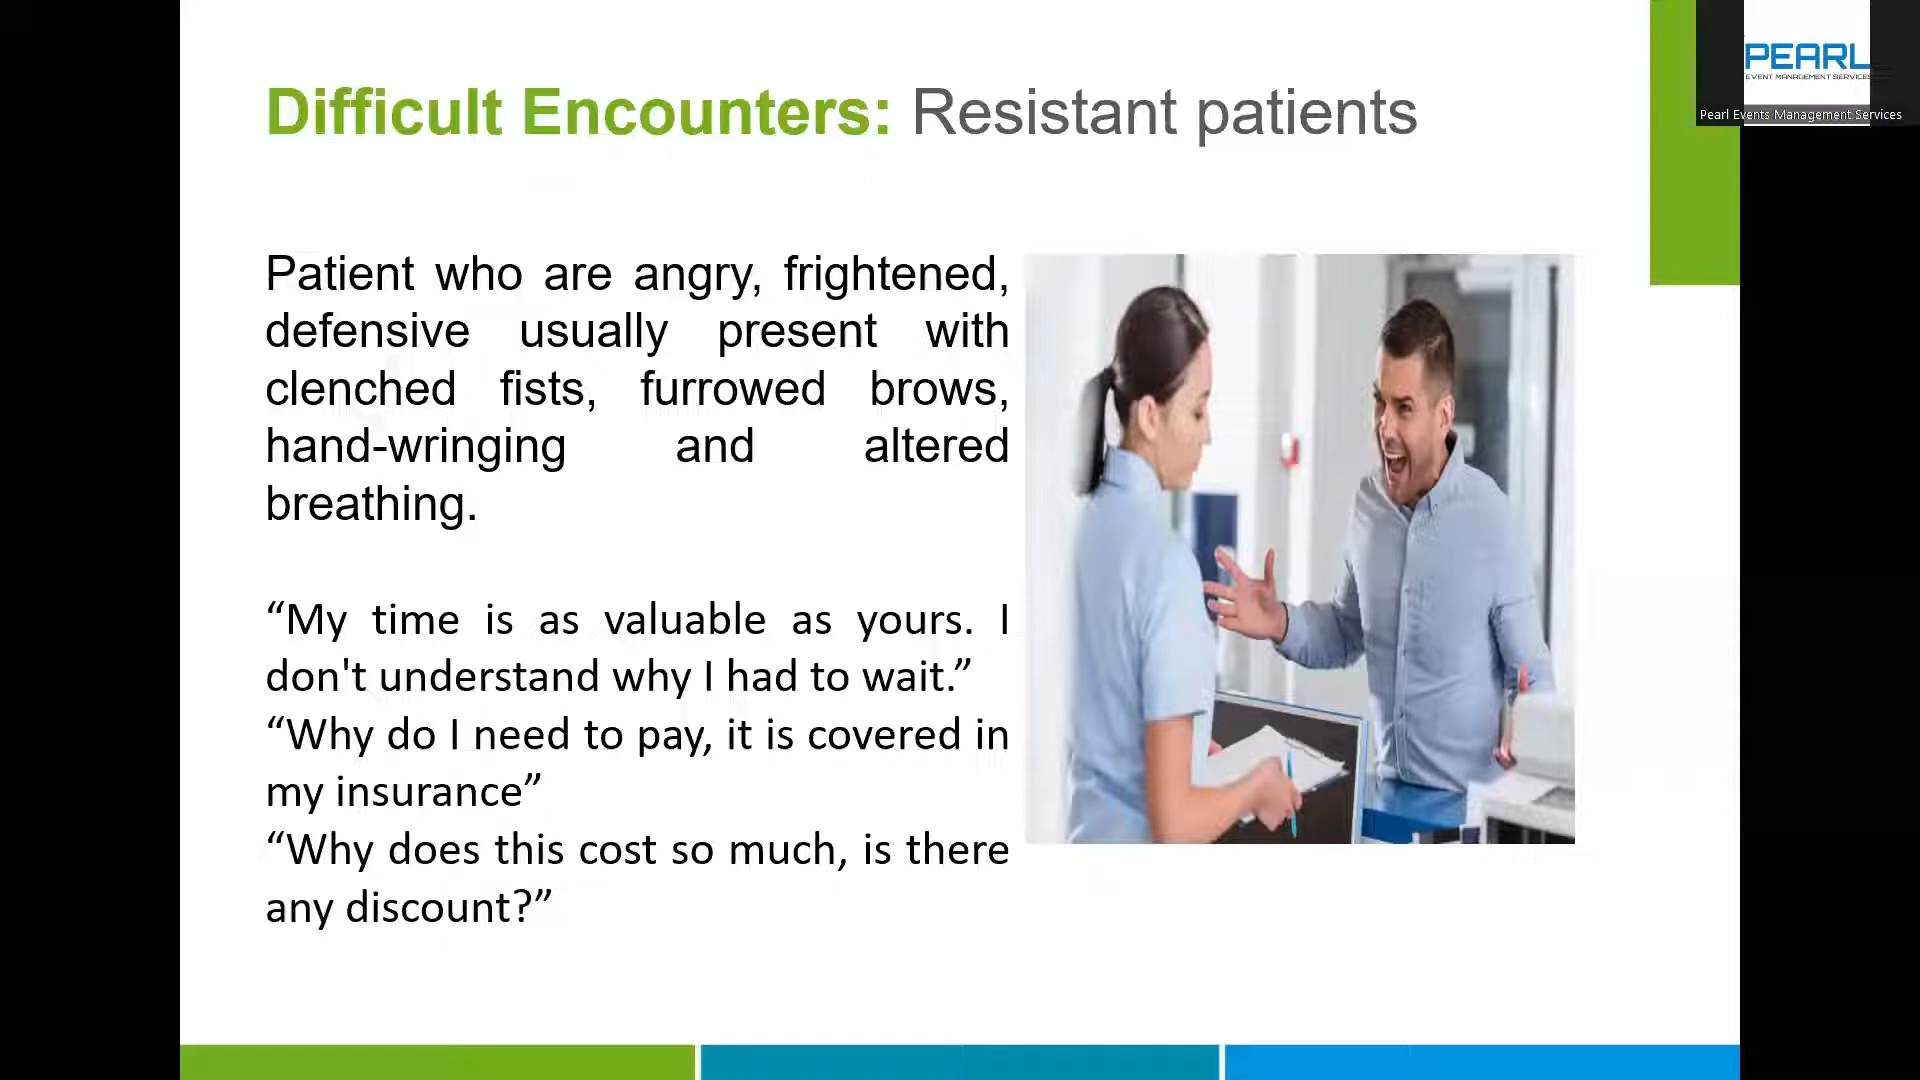 Difficult Encounters: Resistant patients
PEARL
EVENT MANAGEMENT SERVICES
Pearl Events Management Services
Patient who are angry, frightened,
defensive usually present with
clenched fists, furrowed brows,
hand-wringing and altered
breathing.
“My time is as valuable as yours. I
don't understand why I had to wait.”
“Why do I need to pay, it is covered in
my insurance”
“Why does this cost so much, is there
any discount?”